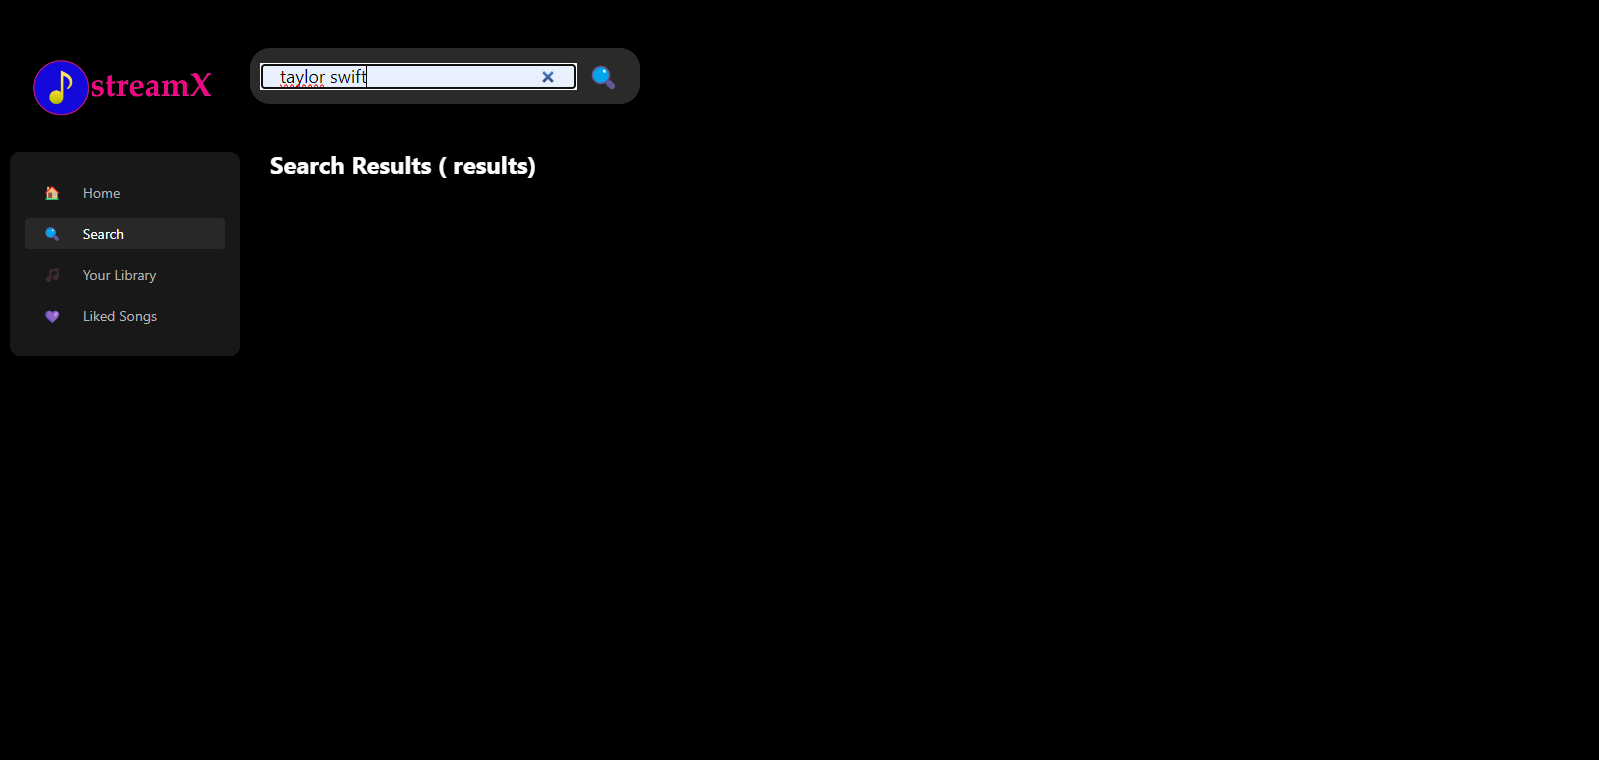 streamX
taylor swift
Search Results ( results)
Home
Search
Your Library
Liked Songs